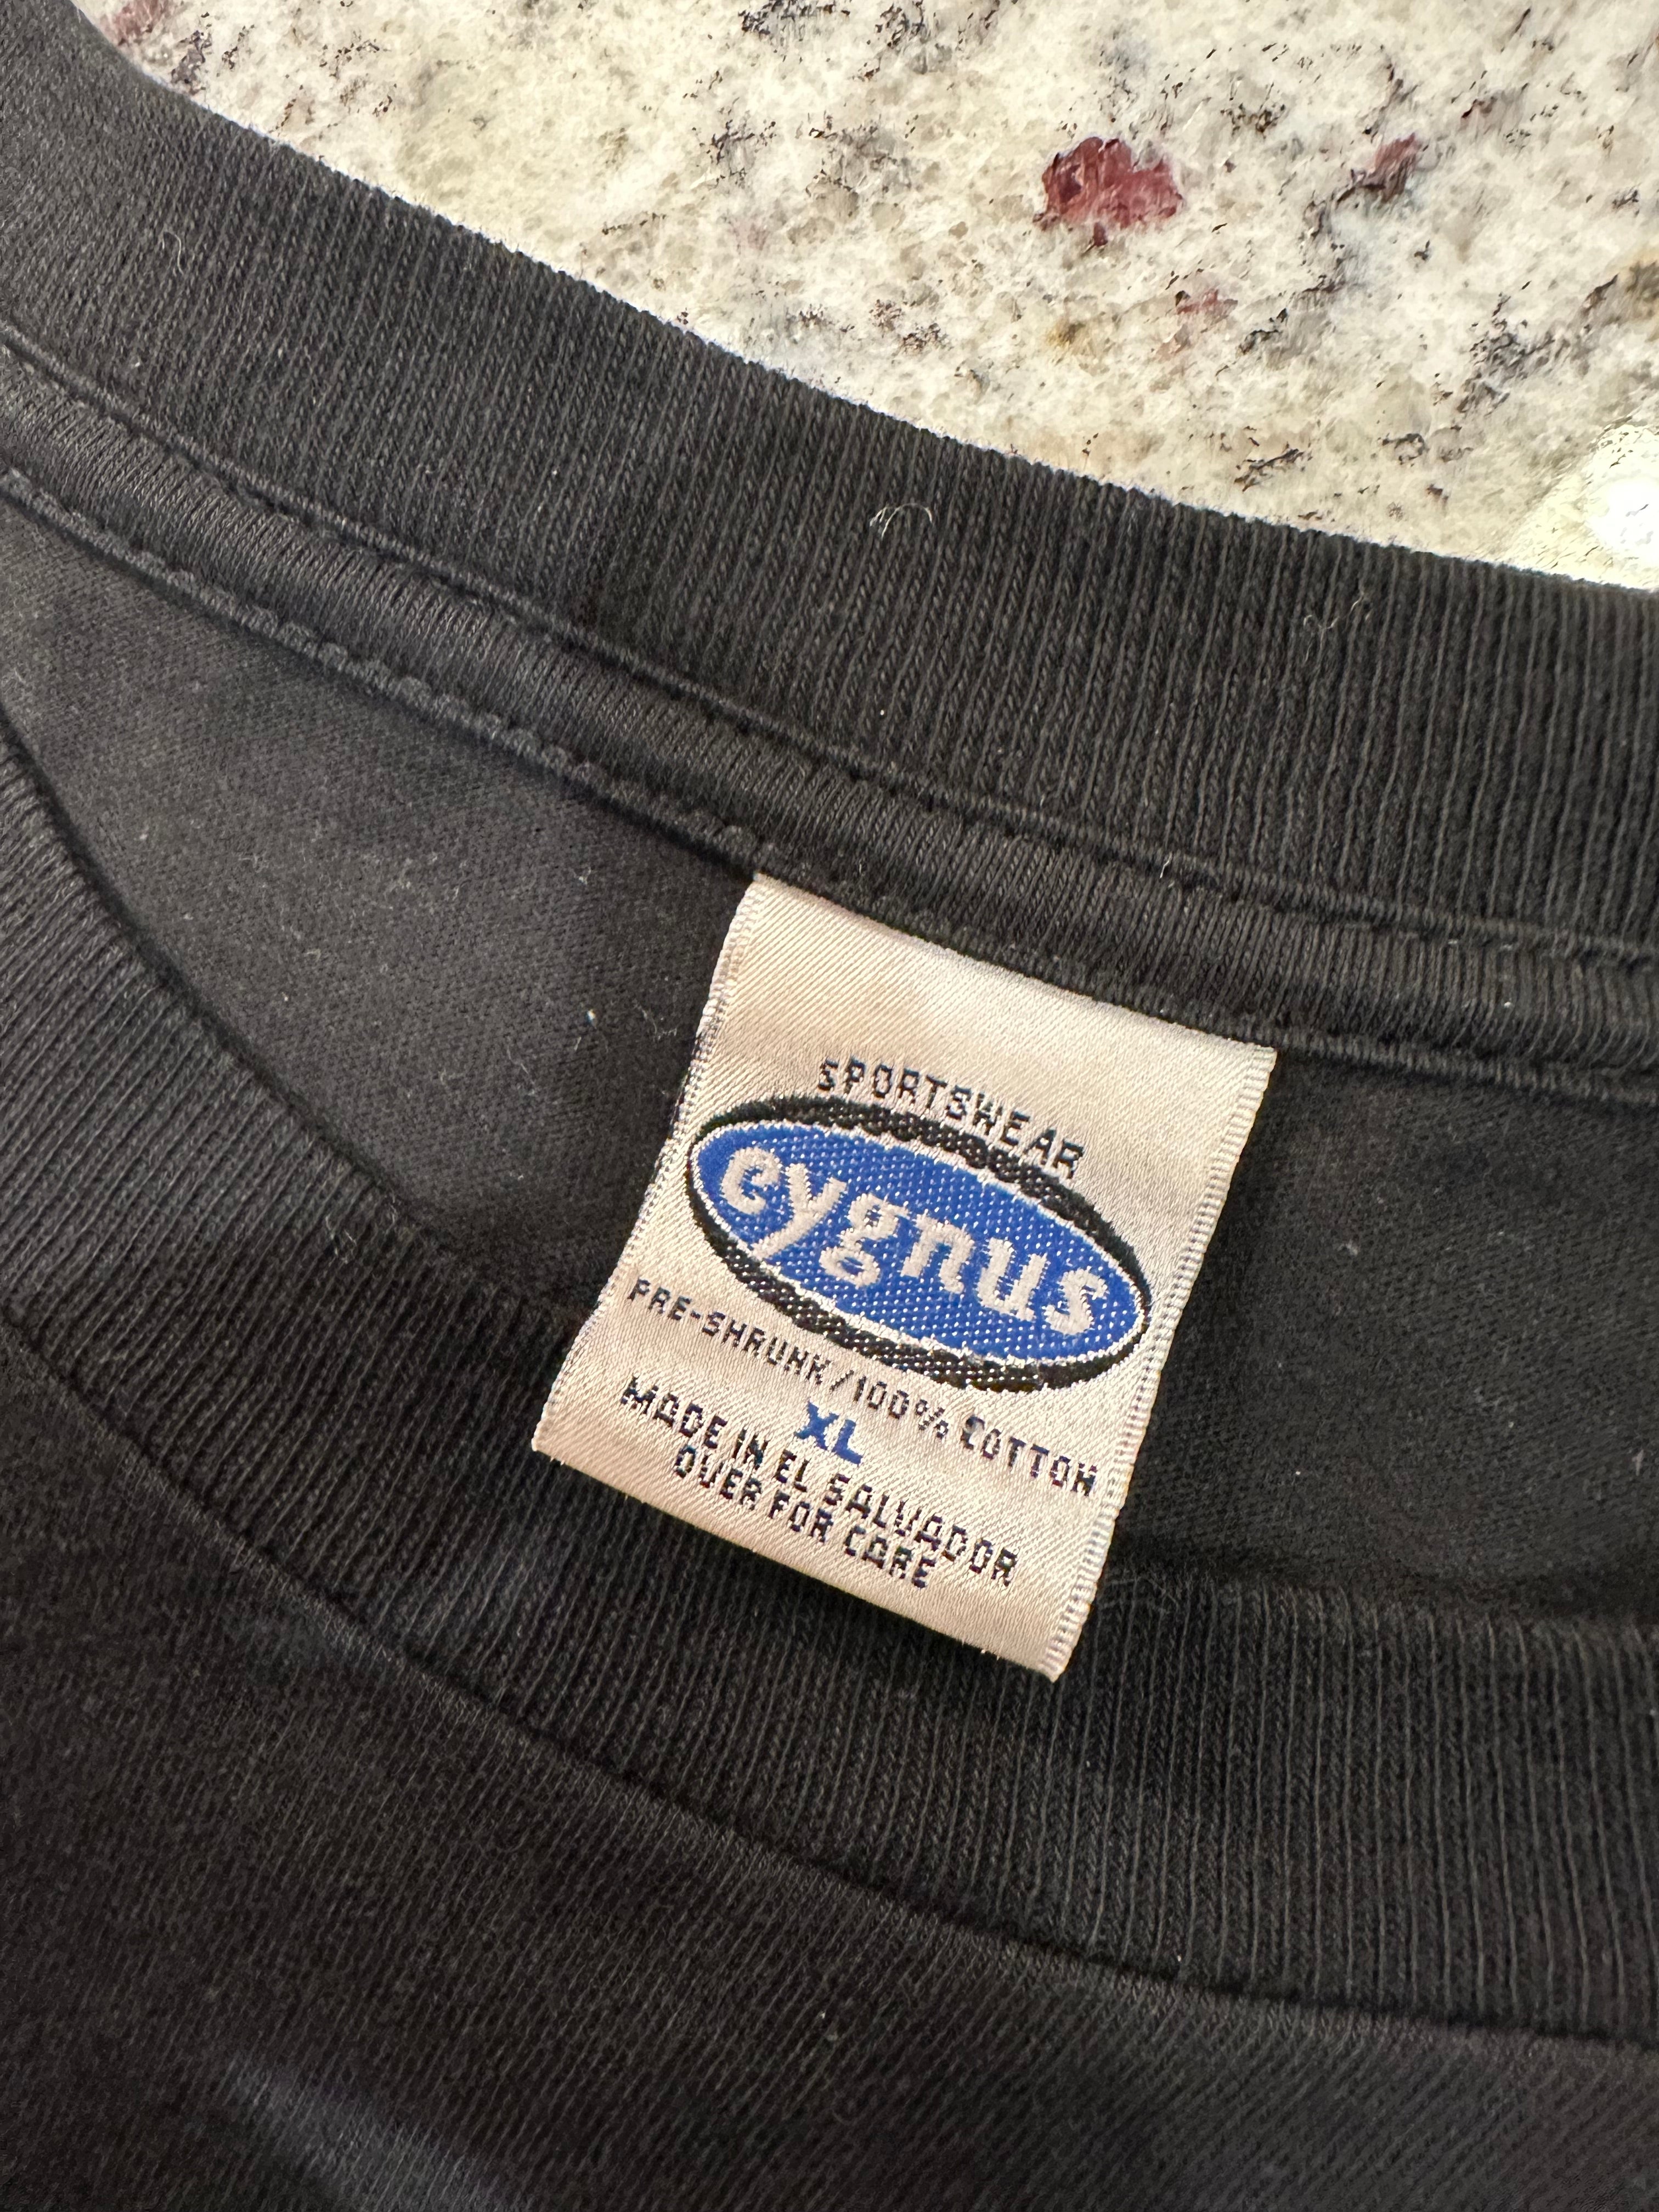 SPORTSWEAR
cygnus
PRE-SHRUNK/100% COTTON
XL
MADE IN EL SALVADOR
OVER FOR CARE